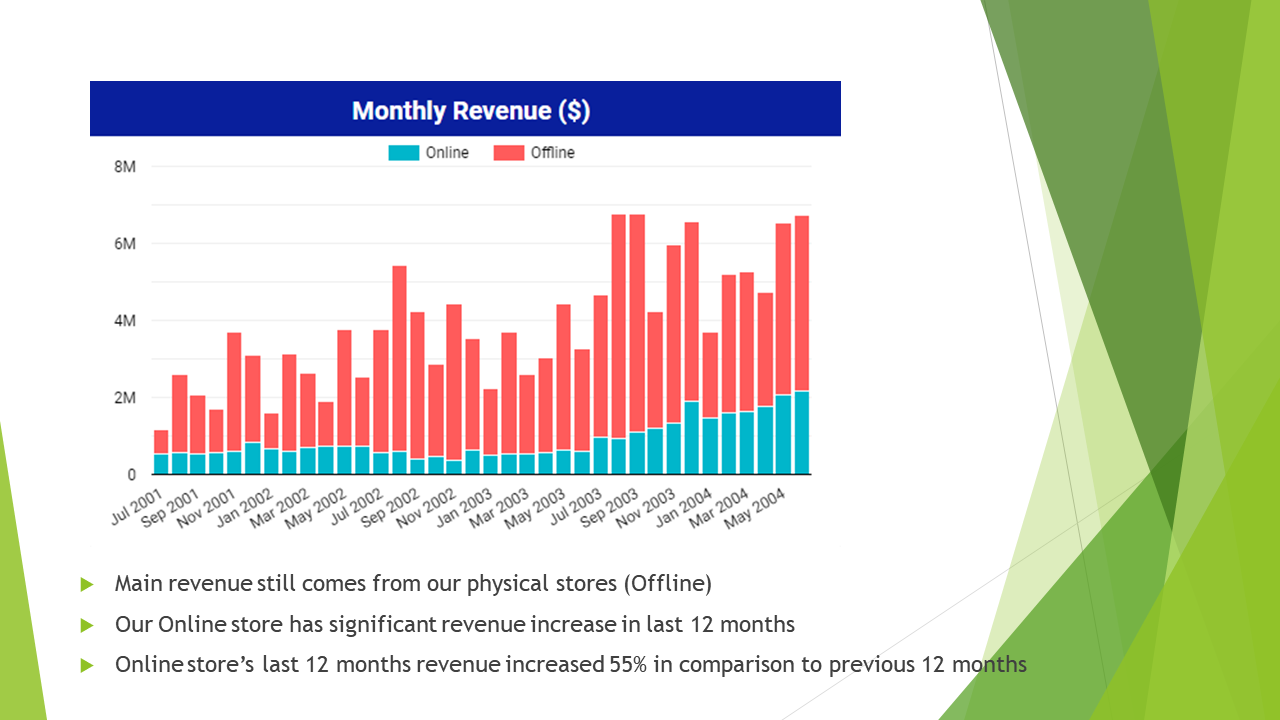 Monthly Revenue ($)
Online Offline
8M
6M
4M
2M
0
Jul 2001 Sep 2001 Nov 2001 Jan 2002 Mar 2002 May 2002 Jul 2002 Sep 2002 Nov 2002 Jan 2003 Mar 2003 May 2003 Jul 2003 Sep 2003 Nov 2003 Jan 2004 Mar 2004 May 2004
Main revenue still comes from our physical stores (Offline)
Our Online store has significant revenue increase in last 12 months
Online store’s last 12 months revenue increased 55% in comparison to previous 12 months